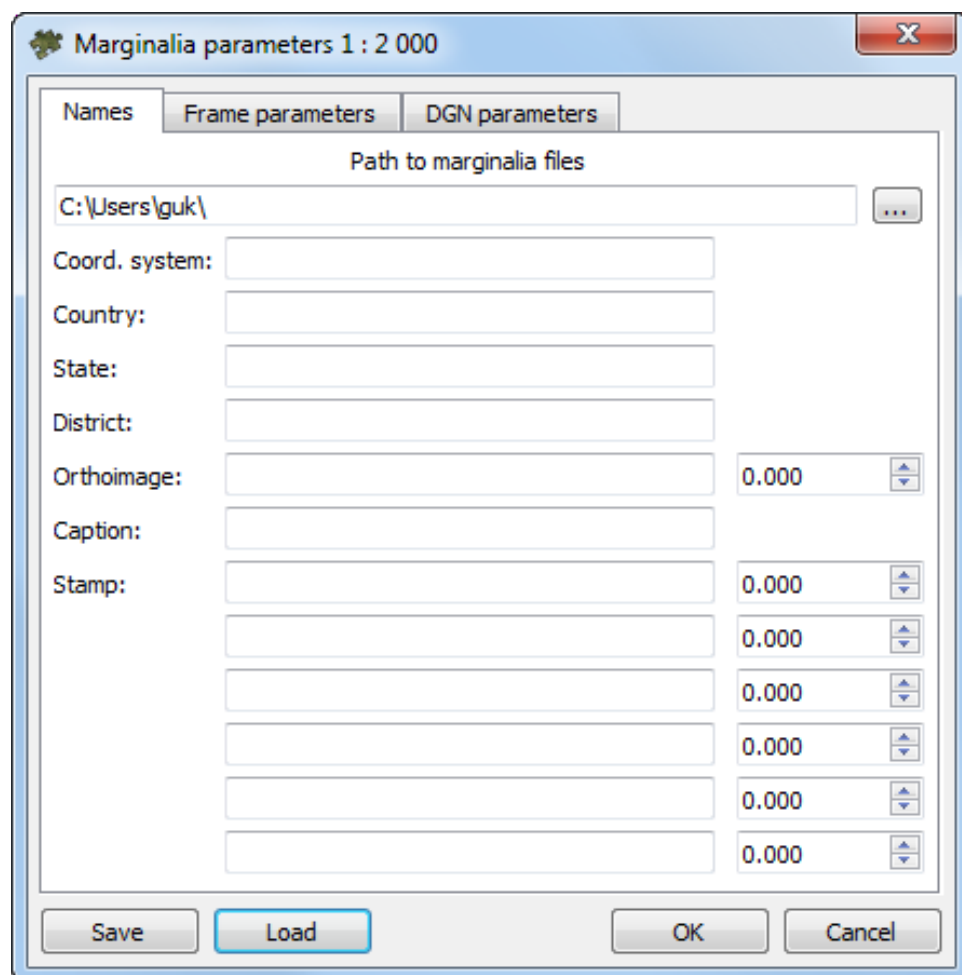 Marginalia parameters 1 : 2 000
Names Frame parameters DGN parameters
Path to marginalia files
C:\Users\guk\ ...
Coord. system:
Country:
State:
District:
Orthoimage: 0.000
Caption:
Stamp: 0.000
0.000
0.000
0.000
0.000
0.000
Save Load OK Cancel